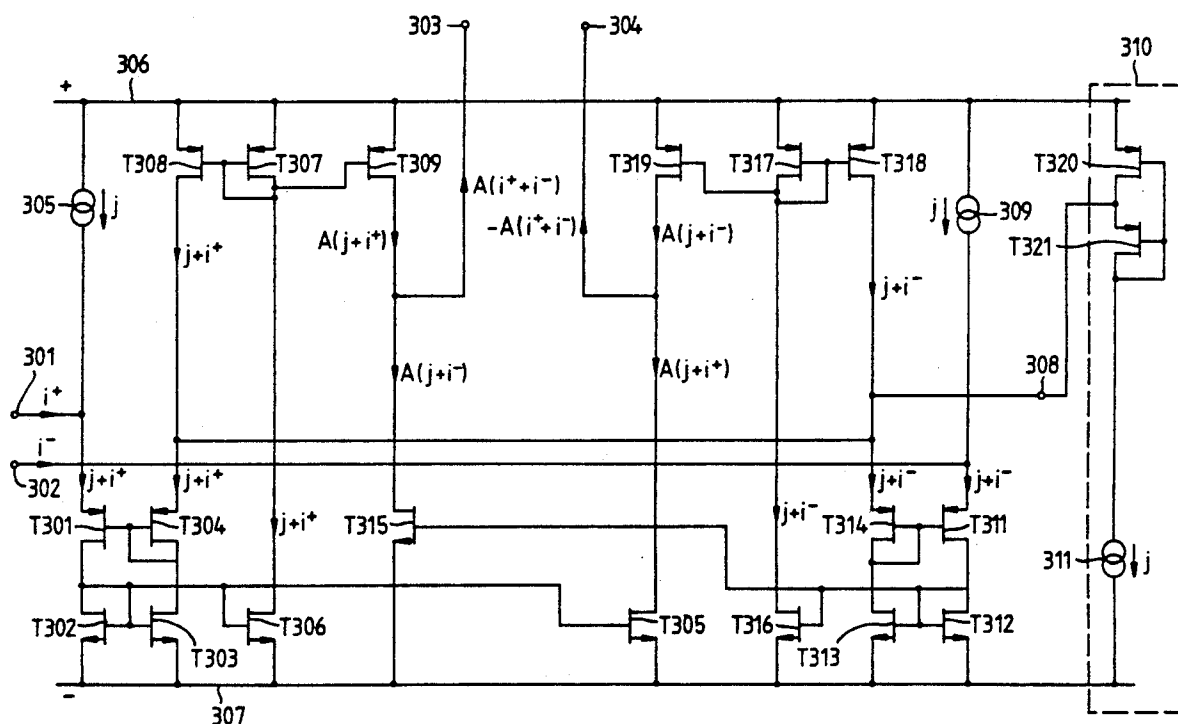 303
304
310
+
306
T308
T307
T309
T319
T317
T318
T320
305
j
A(i⁺+i⁻)
-A(i⁺+i⁻)
j
309
T321
j+i⁺
A(j+i⁺)
A(j+i⁻)
j+i⁻
301
i⁺
A(j+i⁻)
A(j+i⁺)
308
i⁻
302
j+i⁺
j+i⁺
j+i⁻
j+i⁻
T301
T304
j+i⁺
T315
j+i⁻
T314
T311
311
j
T302
T303
T306
T305
T316
T313
T312
-
307